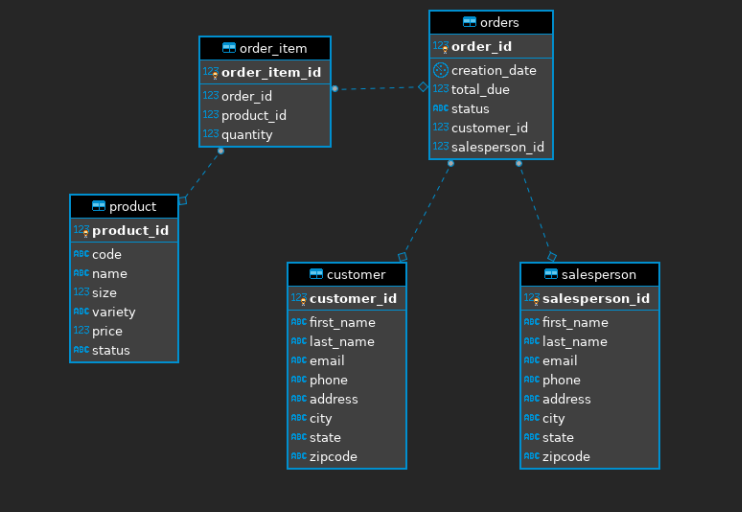 order_item
123 order_item_id
123 order_id
123 product_id
123 quantity
orders
123 order_id
creation_date
123 total_due
ABC status
123 customer_id
123 salesperson_id
product
123 product_id
ABC code
ABC name
123 size
ABC variety
123 price
ABC status
customer
123 customer_id
ABC first_name
ABC last_name
ABC email
ABC phone
ABC address
ABC city
ABC state
ABC zipcode
salesperson
123 salesperson_id
ABC first_name
ABC last_name
ABC email
ABC phone
ABC address
ABC city
ABC state
ABC zipcode